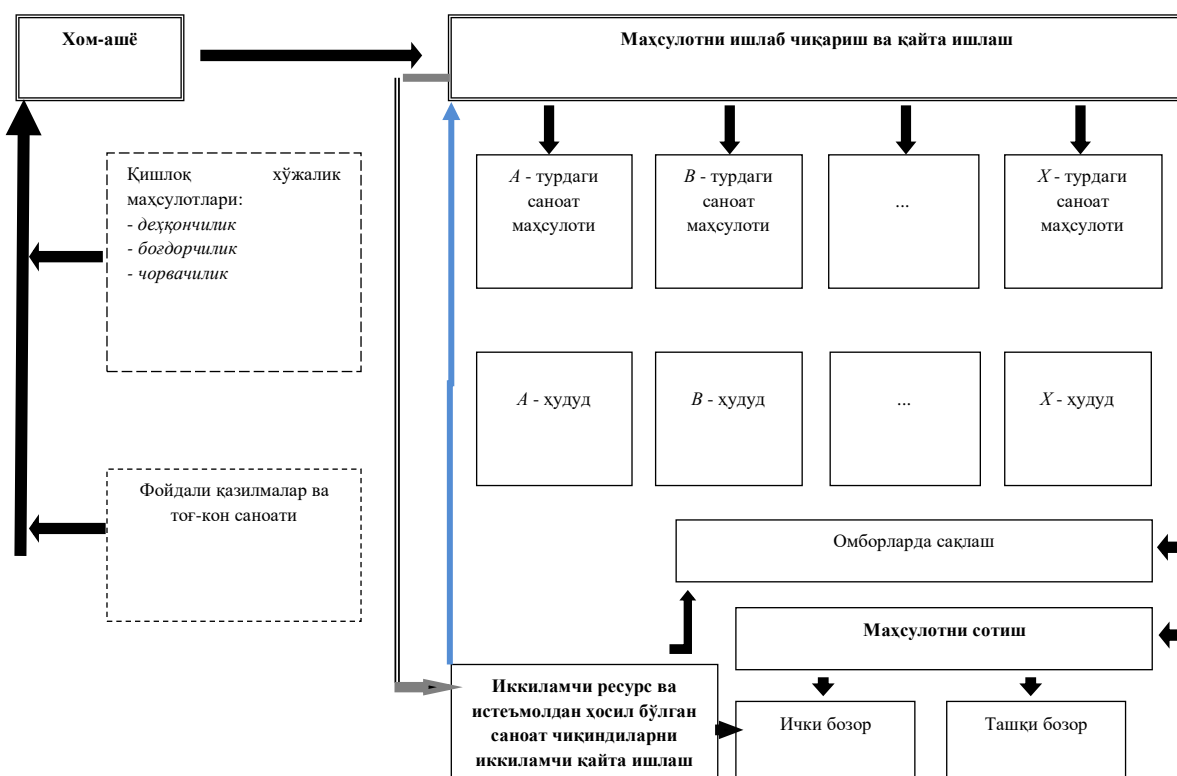 Хом-ашё
Маҳсулотни ишлаб чиқариш ва қайта ишлаш
Қишлоқ хўжалик
маҳсулотлари:
- деҳқончилик
- боғдорчилик
- чорвачилик
A - турдаги
саноат
маҳсулоти
B - турдаги
саноат
маҳсулоти
...
X - турдаги
саноат
маҳсулоти
A - ҳудуд
B - ҳудуд
...
X - ҳудуд
Фойдали қазилмалар ва
тоғ-кон саноати
Омборларда сақлаш
Маҳсулотни сотиш
Иккиламчи ресурс ва
истеъмолдан ҳосил бўлган
саноат чиқиндиларни
иккиламчи қайта ишлаш
Ички бозор
Ташқи бозор